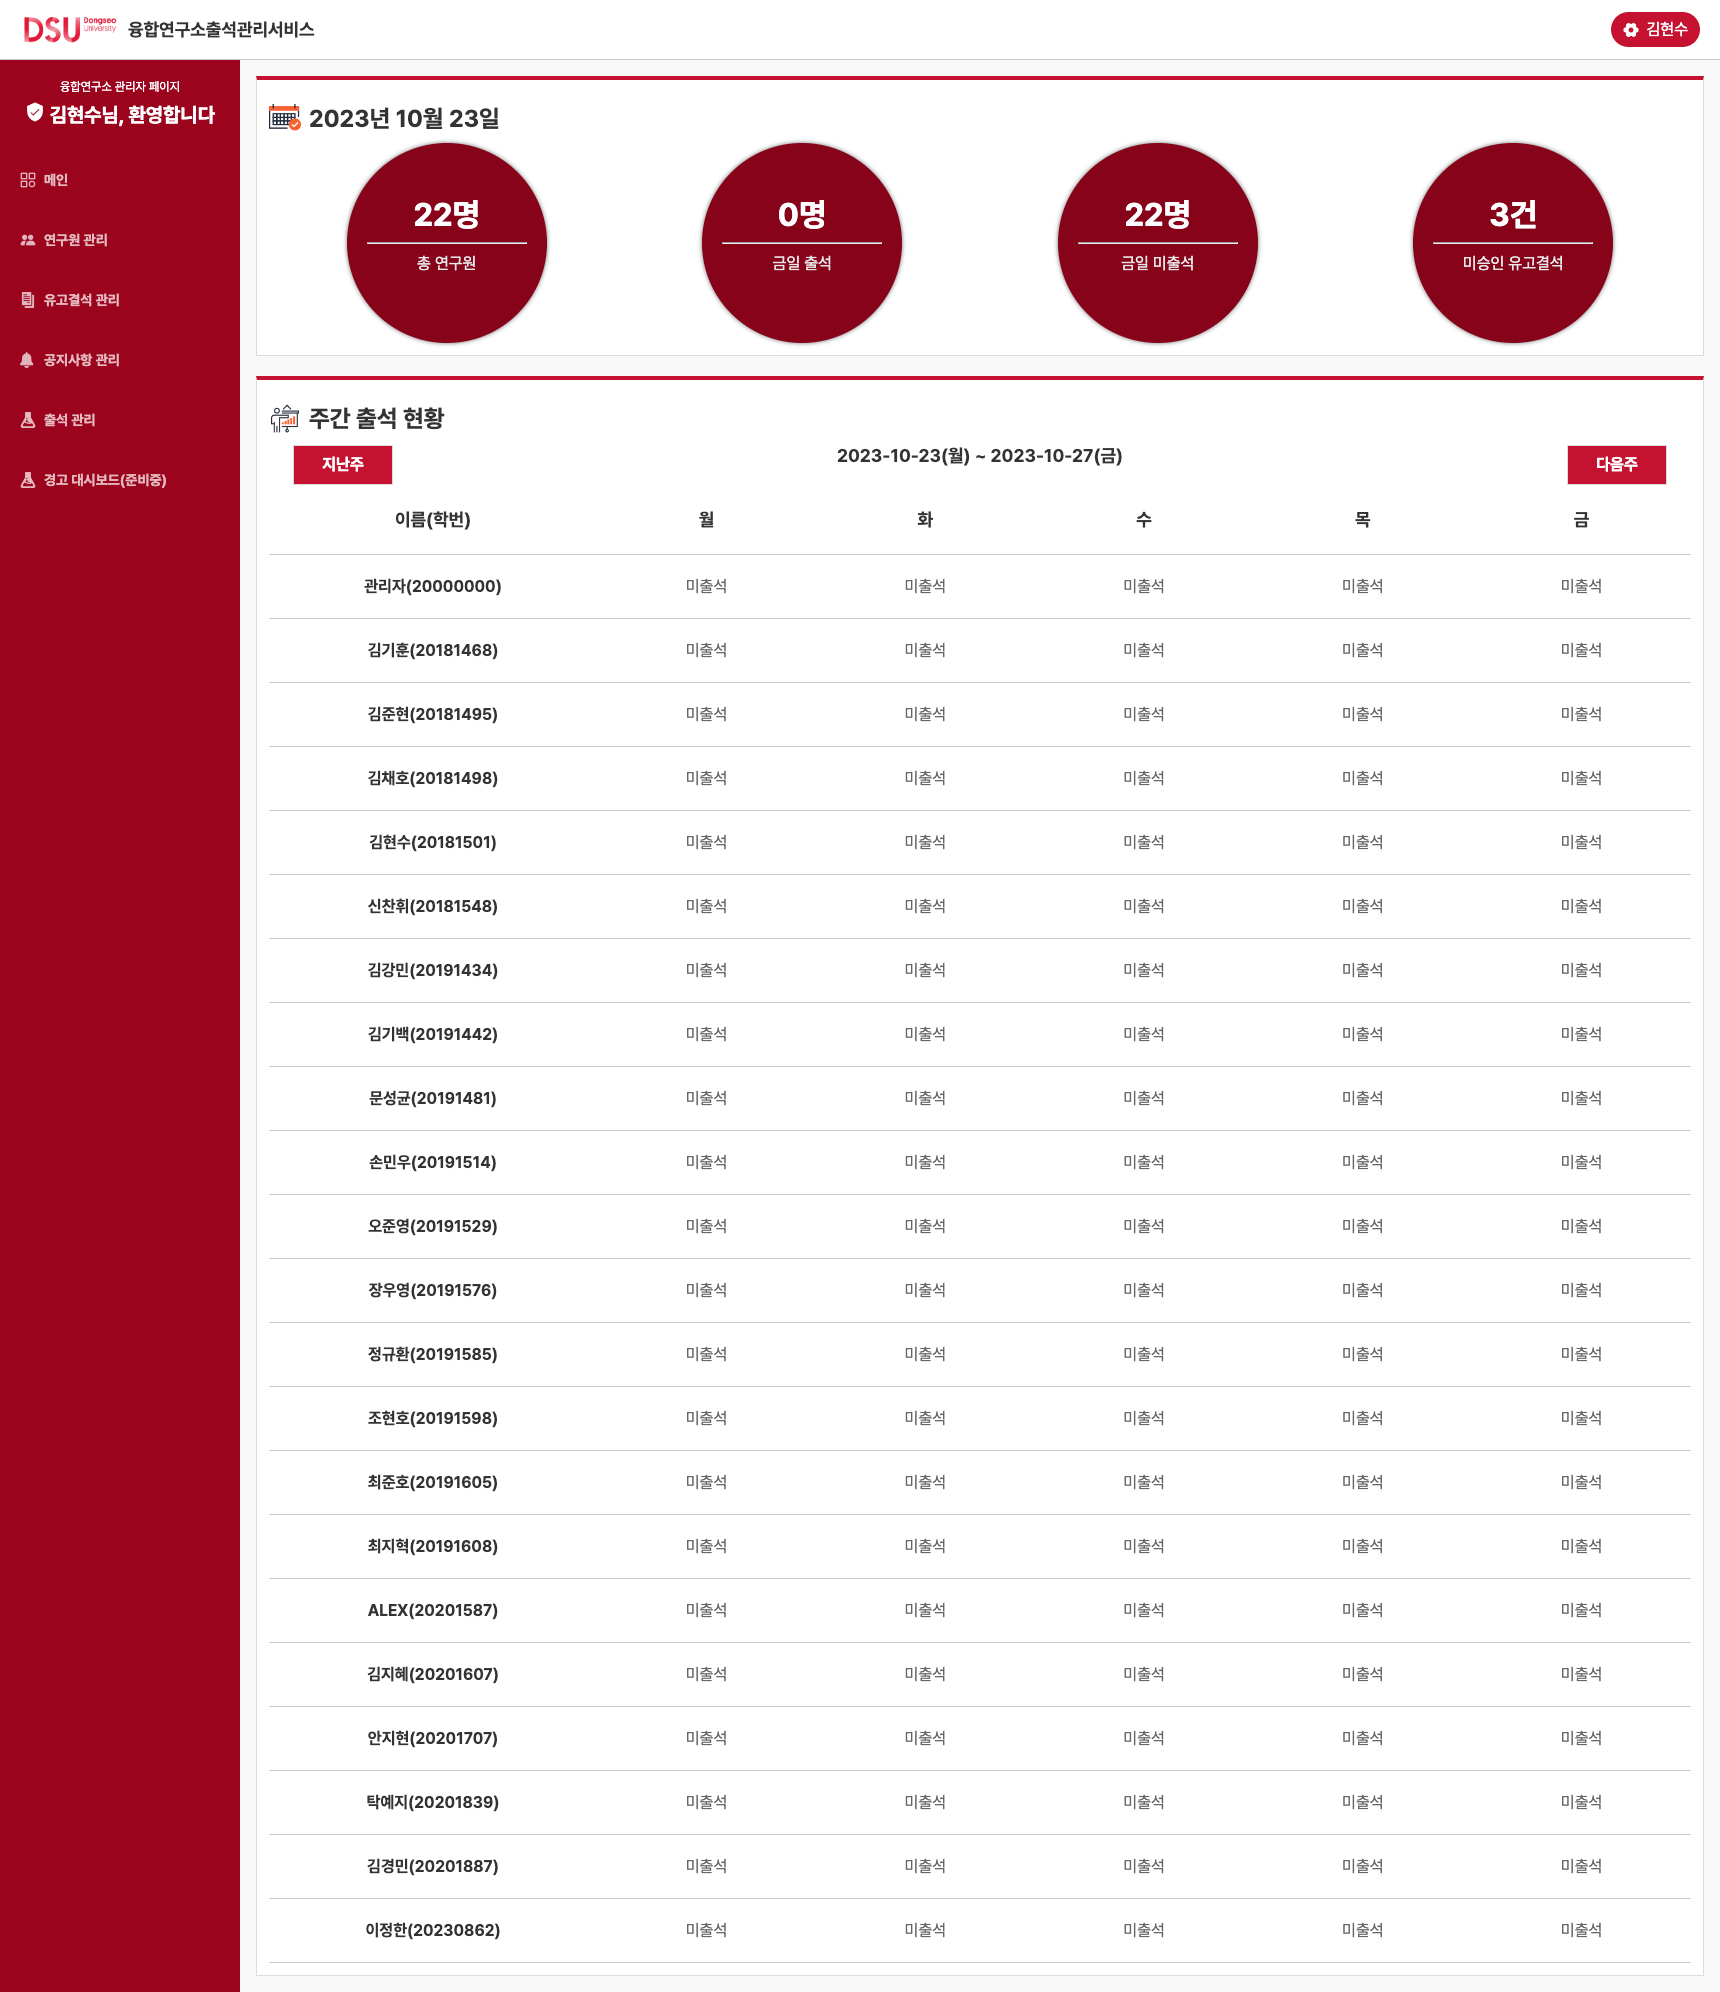 DSU Dongseo University 융합연구소출석관리서비스
김현수
융합연구소 관리자 페이지
김현수님, 환영합니다
메인
연구원 관리
유고결석 관리
공지사항 관리
출석 관리
경고 대시보드(준비중)
2023년 10월 23일
22명 0명 22명 3건
총 연구원 금일 출석 금일 미출석 미승인 유고결석
주간 출석 현황
지난주 2023-10-23(월) ~ 2023-10-27(금) 다음주
이름(학번) 월 화 수 목 금
관리자(20000000) 미출석 미출석 미출석 미출석 미출석
김기훈(20181468) 미출석 미출석 미출석 미출석 미출석
김준현(20181495) 미출석 미출석 미출석 미출석 미출석
김채호(20181498) 미출석 미출석 미출석 미출석 미출석
김현수(20181501) 미출석 미출석 미출석 미출석 미출석
신찬휘(20181548) 미출석 미출석 미출석 미출석 미출석
김강민(20191434) 미출석 미출석 미출석 미출석 미출석
김기백(20191442) 미출석 미출석 미출석 미출석 미출석
문성균(20191481) 미출석 미출석 미출석 미출석 미출석
손민우(20191514) 미출석 미출석 미출석 미출석 미출석
오준영(20191529) 미출석 미출석 미출석 미출석 미출석
장우영(20191576) 미출석 미출석 미출석 미출석 미출석
정규환(20191585) 미출석 미출석 미출석 미출석 미출석
조현호(20191598) 미출석 미출석 미출석 미출석 미출석
최준호(20191605) 미출석 미출석 미출석 미출석 미출석
최지혁(20191608) 미출석 미출석 미출석 미출석 미출석
ALEX(20201587) 미출석 미출석 미출석 미출석 미출석
김지혜(20201607) 미출석 미출석 미출석 미출석 미출석
안지현(20201707) 미출석 미출석 미출석 미출석 미출석
탁예지(20201839) 미출석 미출석 미출석 미출석 미출석
김경민(20201887) 미출석 미출석 미출석 미출석 미출석
이정한(20230862) 미출석 미출석 미출석 미출석 미출석